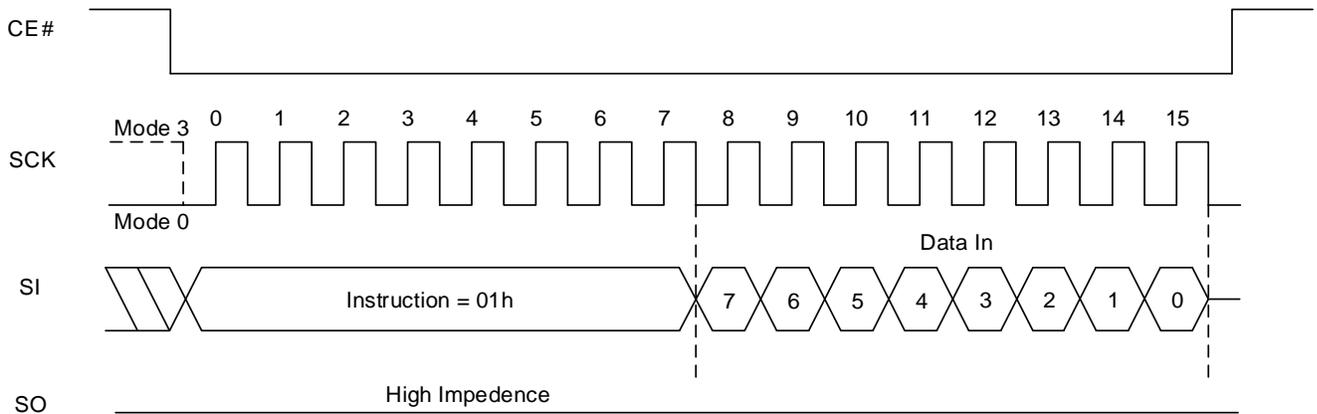 CE#
Mode 3
0 1 2 3 4 5 6 7 8 9 10 11 12 13 14 15
SCK
Mode 0
Data In
SI
Instruction = 01h
7 6 5 4 3 2 1 0
High Impedence
SO